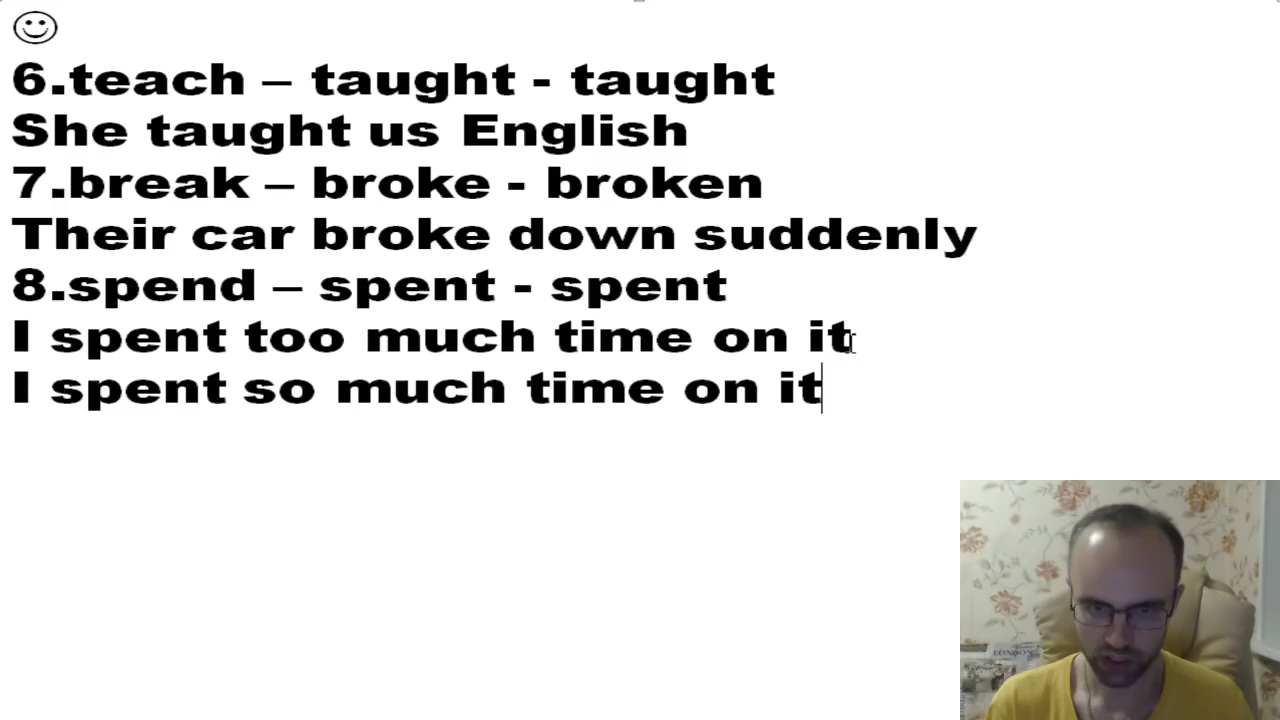 6.teach – taught - taught
She taught us English
7.break – broke - broken
Their car broke down suddenly
8.spend – spent - spent
I spent too much time on it
I spent so much time on it
LONDON